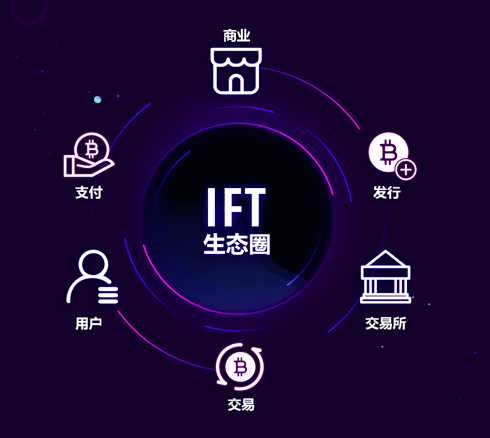 商业
支付
发行
IFT
生态圈
用户
交易所
交易